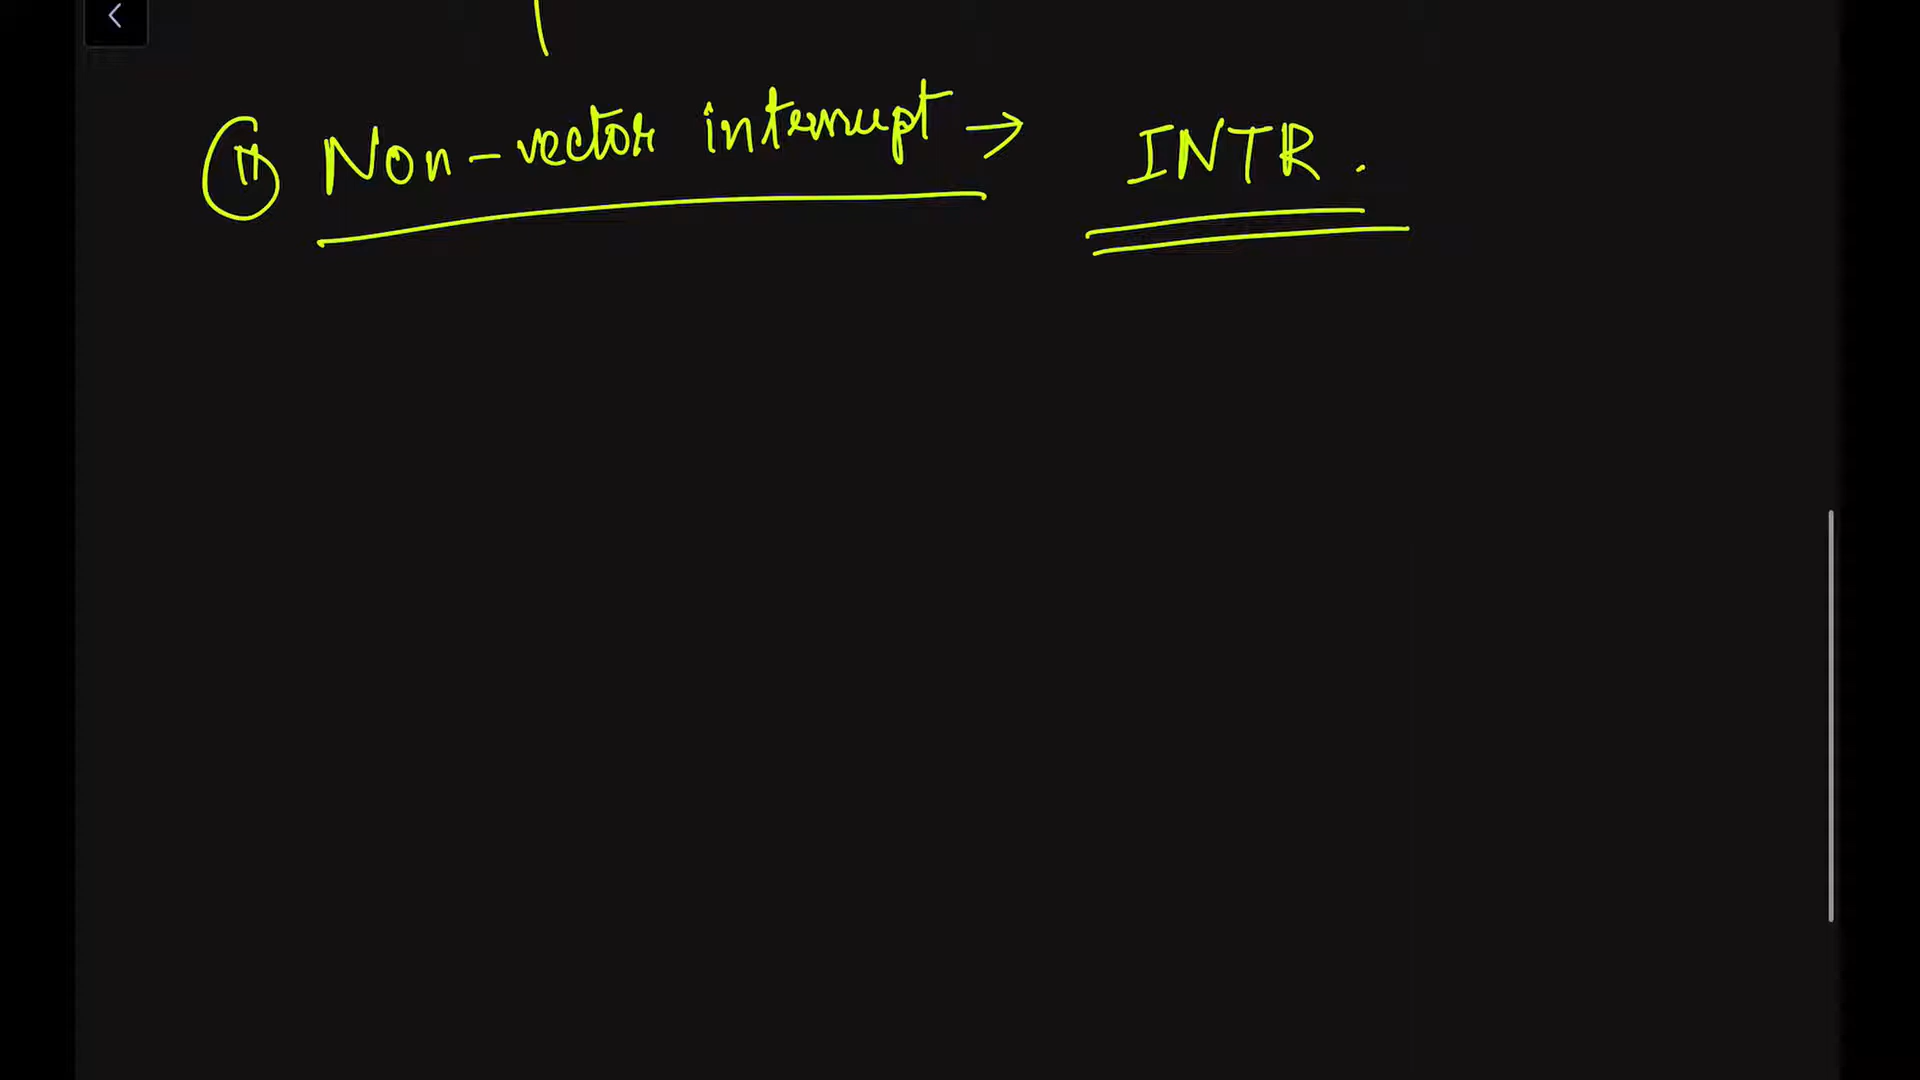 ii Non-vector interrupt → INTR.